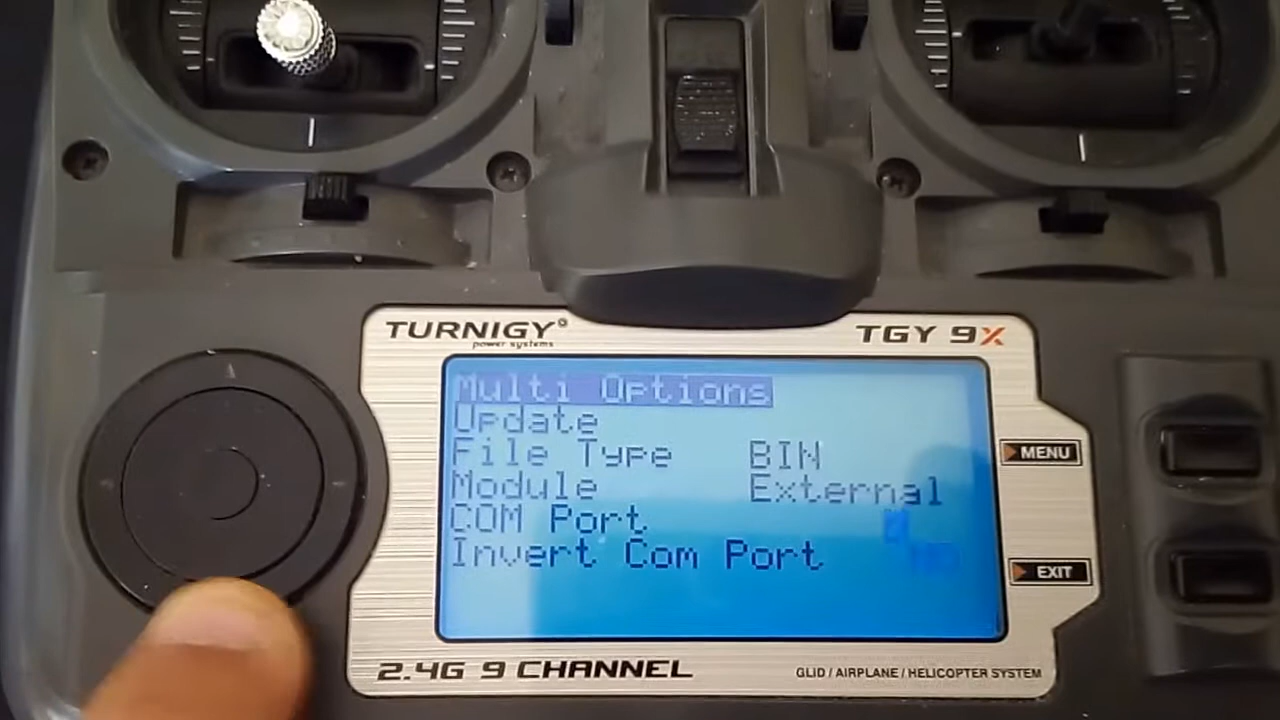 TURNIGY
power systems
TGY 9X
Multi Options
Update
File Type BIN
Module External
COM Port
Invert Com Port
MENU
EXIT
2.4G 9 CHANNEL
GLID / AIRPLANE / HELICOPTER SYSTEM